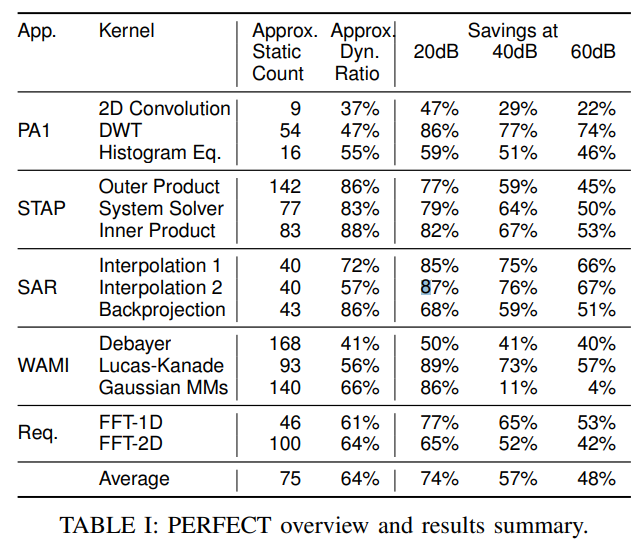 App. Kernel Approx. Approx. Savings at
Static Dyn. 20dB 40dB 60dB
Count Ratio
2D Convolution 9 37% 47% 29% 22%
PA1 DWT 54 47% 86% 77% 74%
Histogram Eq. 16 55% 59% 51% 46%
Outer Product 142 86% 77% 59% 45%
STAP System Solver 77 83% 79% 64% 50%
Inner Product 83 88% 82% 67% 53%
Interpolation 1 40 72% 85% 75% 66%
SAR Interpolation 2 40 57% 87% 76% 67%
Backprojection 43 86% 68% 59% 51%
Debayer 168 41% 50% 41% 40%
WAMI Lucas-Kanade 93 56% 89% 73% 57%
Gaussian MMs 140 66% 86% 11% 4%
Req. FFT-1D 46 61% 77% 65% 53%
FFT-2D 100 64% 65% 52% 42%
Average 75 64% 74% 57% 48%
TABLE I: PERFECT overview and results summary.